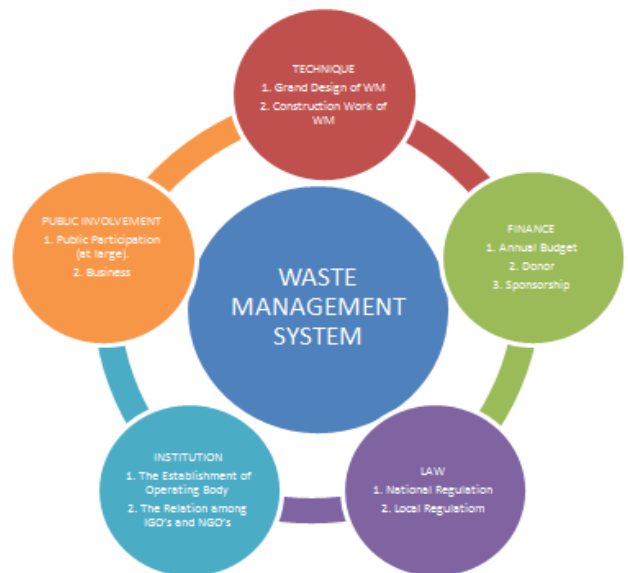 TECHNIQUE
1. Grand Design of WM
2. Construction Work of
WM
FINANCE
1. Annual Budget
2. Donor
3. Sponsorship
LAW
1. National Regulation
2. Local Regulatiom
INSTITUTION
1. The Establishment of
Operating Body
2. The Relation among
IGO's and NGO's
PUBLIC INVOLVEMENT
1. Public Participation
(at large).
2. Business
WASTE
MANAGEMENT
SYSTEM